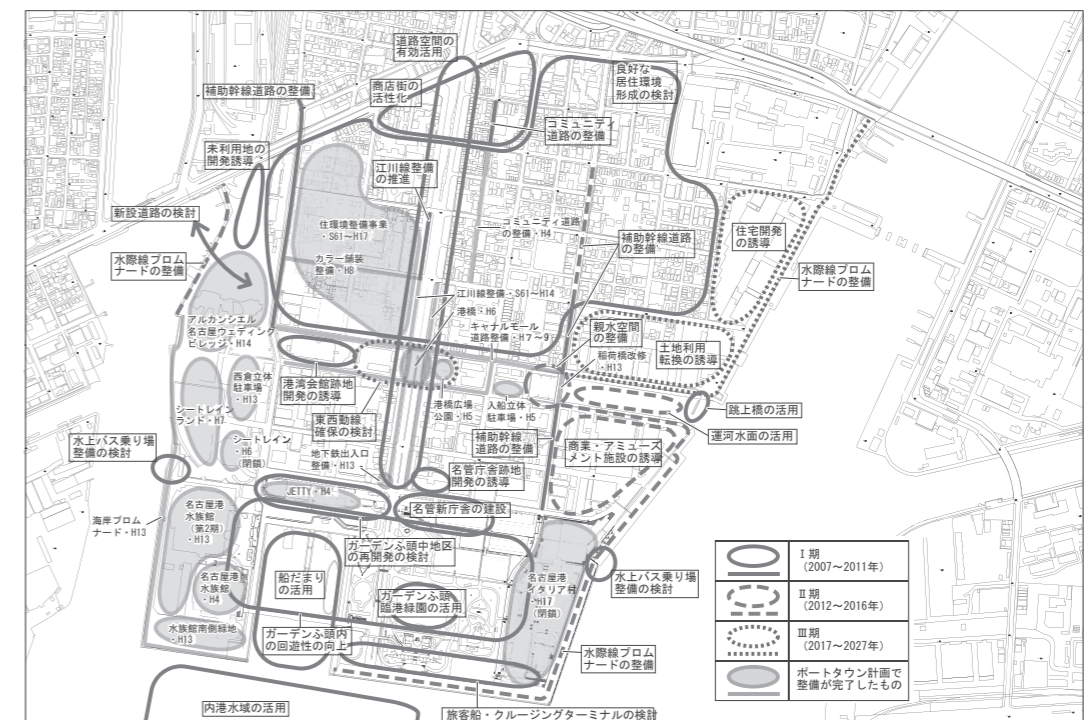 道路空間の
有効活用
商店街の
活性化
補助幹線道路の整備
良好な
居住環境
形成の検討
コミュニティ
道路の整備
未利用地の
開発誘導
江川線整備
の推進
新設道路の検討
住環境整備事業
・S61〜H17
コミュニティ道路
の整備・H4
補助幹線道路
の整備
住宅開発
の誘導
水際線プロム
ナードの整備
カラー舗装
整備・H8
水際線プロム
ナードの整備
江川線整備・S61〜H14
港橋・H6
キャナルモール
道路整備・H7〜9
親水空間
の整備
アルカンシエル
名古屋ウェディング
ビレッジ・H14
稲荷橋改修
・H13
土地利用
転換の誘導
西倉立体
駐車場
・H13
港湾会館跡地
開発の誘導
シートレイン
ランド・H7
東西動線
確保の検討
港橋広場
公園・H5
入船立体
駐車場・H5
跳上橋の活用
運河水面の活用
水上バス乗り場
整備の検討
シートレイン
・H6
(閉鎖)
地下鉄出入口
整備・H13
補助幹線
道路の整備
商業・アミューズ
メント施設の誘導
名管庁舎跡地
開発の誘導
JETTY・H4
名管新庁舎の建設
海岸プロム
ナード・H13
名古屋港
水族館
(第2期)
・H13
ガーデンふ頭中地区
の再開発の検討
名古屋港
水族館
・H4
船だまり
の活用
ガーデンふ頭
臨港緑園の活用
名古屋港
イタリア村
・H17
(閉鎖)
水上バス乗り場
整備の検討
水族館南側緑地
・H13
ガーデンふ頭内
の回遊性の向上
水際線プロム
ナードの整備
内港水域の活用
旅客船・クルージングターミナルの検討
Ⅰ期
(2007〜2011年)
Ⅱ期
(2012〜2016年)
Ⅲ期
(2017〜2027年)
ポートタウン計画で
整備が完了したもの